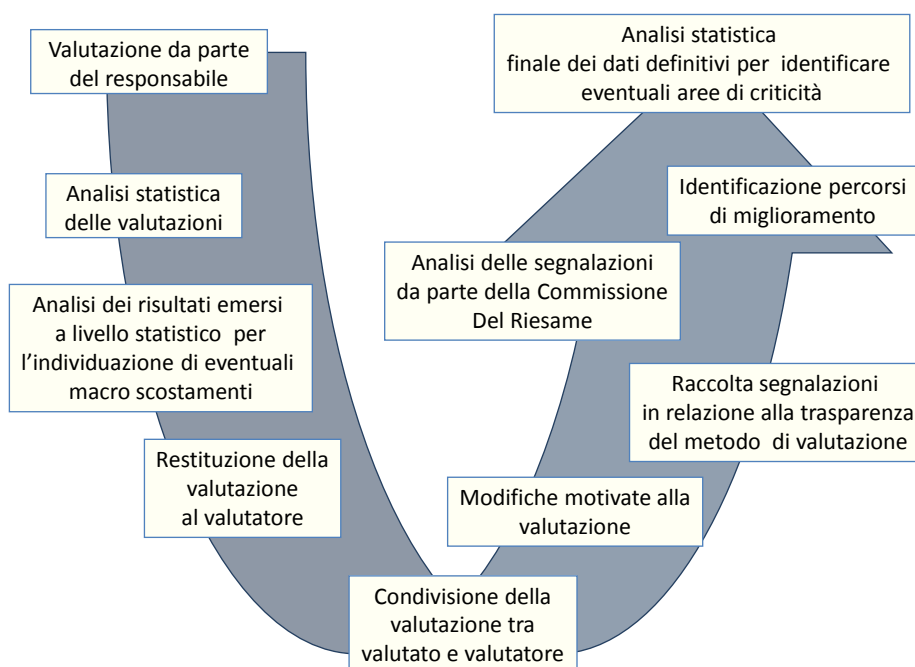 Valutazione da parte
del responsabile
Analisi statistica
delle valutazioni
Analisi dei risultati emersi
a livello statistico per
l'individuazione di eventuali
macro scostamenti
Restituzione della
valutazione
al valutatore
Condivisione della
valutazione tra
valutato e valutatore
Modifiche motivate alla
valutazione
Raccolta segnalazioni
in relazione alla trasparenza
del metodo di valutazione
Analisi delle segnalazioni
da parte della Commissione
Del Riesame
Identificazione percorsi
di miglioramento
Analisi statistica
finale dei dati definitivi per identificare
eventuali aree di criticità